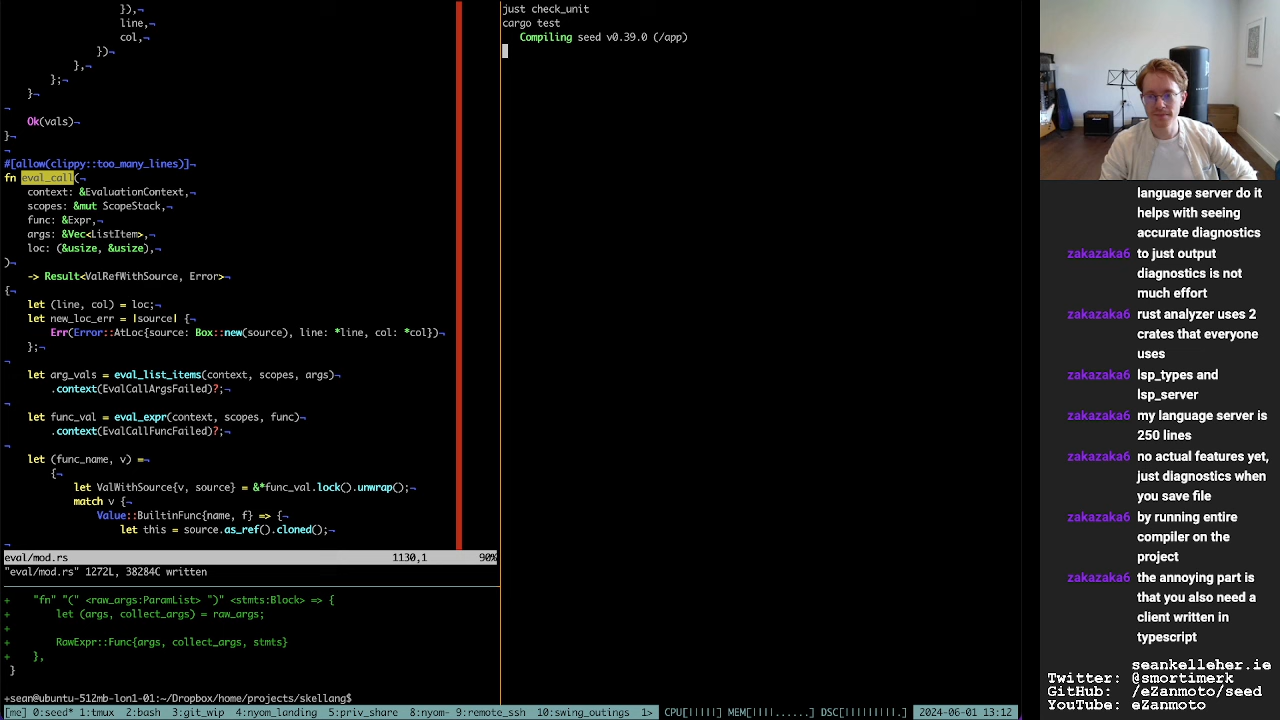 }),
line,
col,
})
},
};
}
¬
Ok(vals)¬
}¬
¬
#[allow(clippy::too_many_lines)]¬
fn eval_call(¬
context: &EvaluationContext,¬
scopes: &mut ScopeStack,¬
func: &Expr,¬
args: &Vec<ListItem>,¬
loc: (&usize, &usize),¬
)¬
-> Result<ValRefWithSource, Error>¬
{¬
let (line, col) = loc;¬
let new_loc_err = |source| {¬
Err(Error::AtLoc{source: Box::new(source), line: *line, col: *col})¬
};¬
¬
let arg_vals = eval_list_items(context, scopes, args)¬
.context(EvalCallArgsFailed)?;¬
¬
let func_val = eval_expr(context, scopes, func)¬
.context(EvalCallFuncFailed)?;¬
¬
let (func_name, v) =¬
{¬
let ValWithSource{v, source} = &*func_val.lock().unwrap();¬
match v {¬
Value::BuiltinFunc{name, f} => {¬
let this = source.as_ref().cloned();¬
¬
eval/mod.rs 1130,1 90%
"eval/mod.rs" 1272L, 38284C written
+ "fn" "(" <raw_args:ParamList> ")" <stmts:Block> => {
+ let (args, collect_args) = raw_args;
+
+ RawExpr::Func{args, collect_args, stmts}
+ },
}
+sean@ubuntu-512mb-lon1-01:~/Dropbox/home/projects/skellang$
just check_unit
cargo test
Compiling seed v0.39.0 (/app)
language server do it
helps with seeing
accurate diagnostics
zakazaka6 to just output
diagnostics is not
much effort
zakazaka6 rust analyzer uses 2
crates that everyone
uses
zakazaka6 lsp_types and
lsp_server
zakazaka6 my language server is
250 lines
zakazaka6 no actual features yet,
just diagnostics when
you save file
zakazaka6 by running entire
compiler on the
project
zakazaka6 the annoying part is
that you also need a
client written in
typescript
seankelleher.ie
Twitter: @smortimerk
GitHub: @eZanmoto/seed
[me] 0:seed* 1:tmux 2:bash 3:git_wip 4:nyom_landing 5:priv_share 8:nyom- 9:remote_ssh 10:swing_outings 1> CPU[|||||] MEM[||||......] DSC[|||||||||.] 2024-06-01 13:12